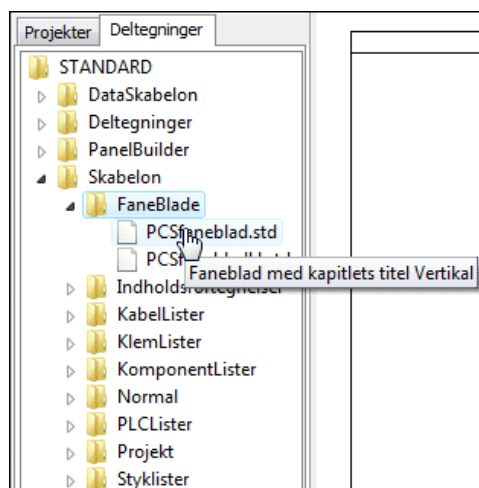 Projekter Deltegninger
STANDARD
DataSkabelon
Deltegninger
PanelBuilder
Skabelon
FaneBlade
PCSfaneblad.std
Faneblad med kapitlets titel Vertikal
KabelLister
KlemLister
KomponentLister
Normal
PLCLister
Projekt
Styklister